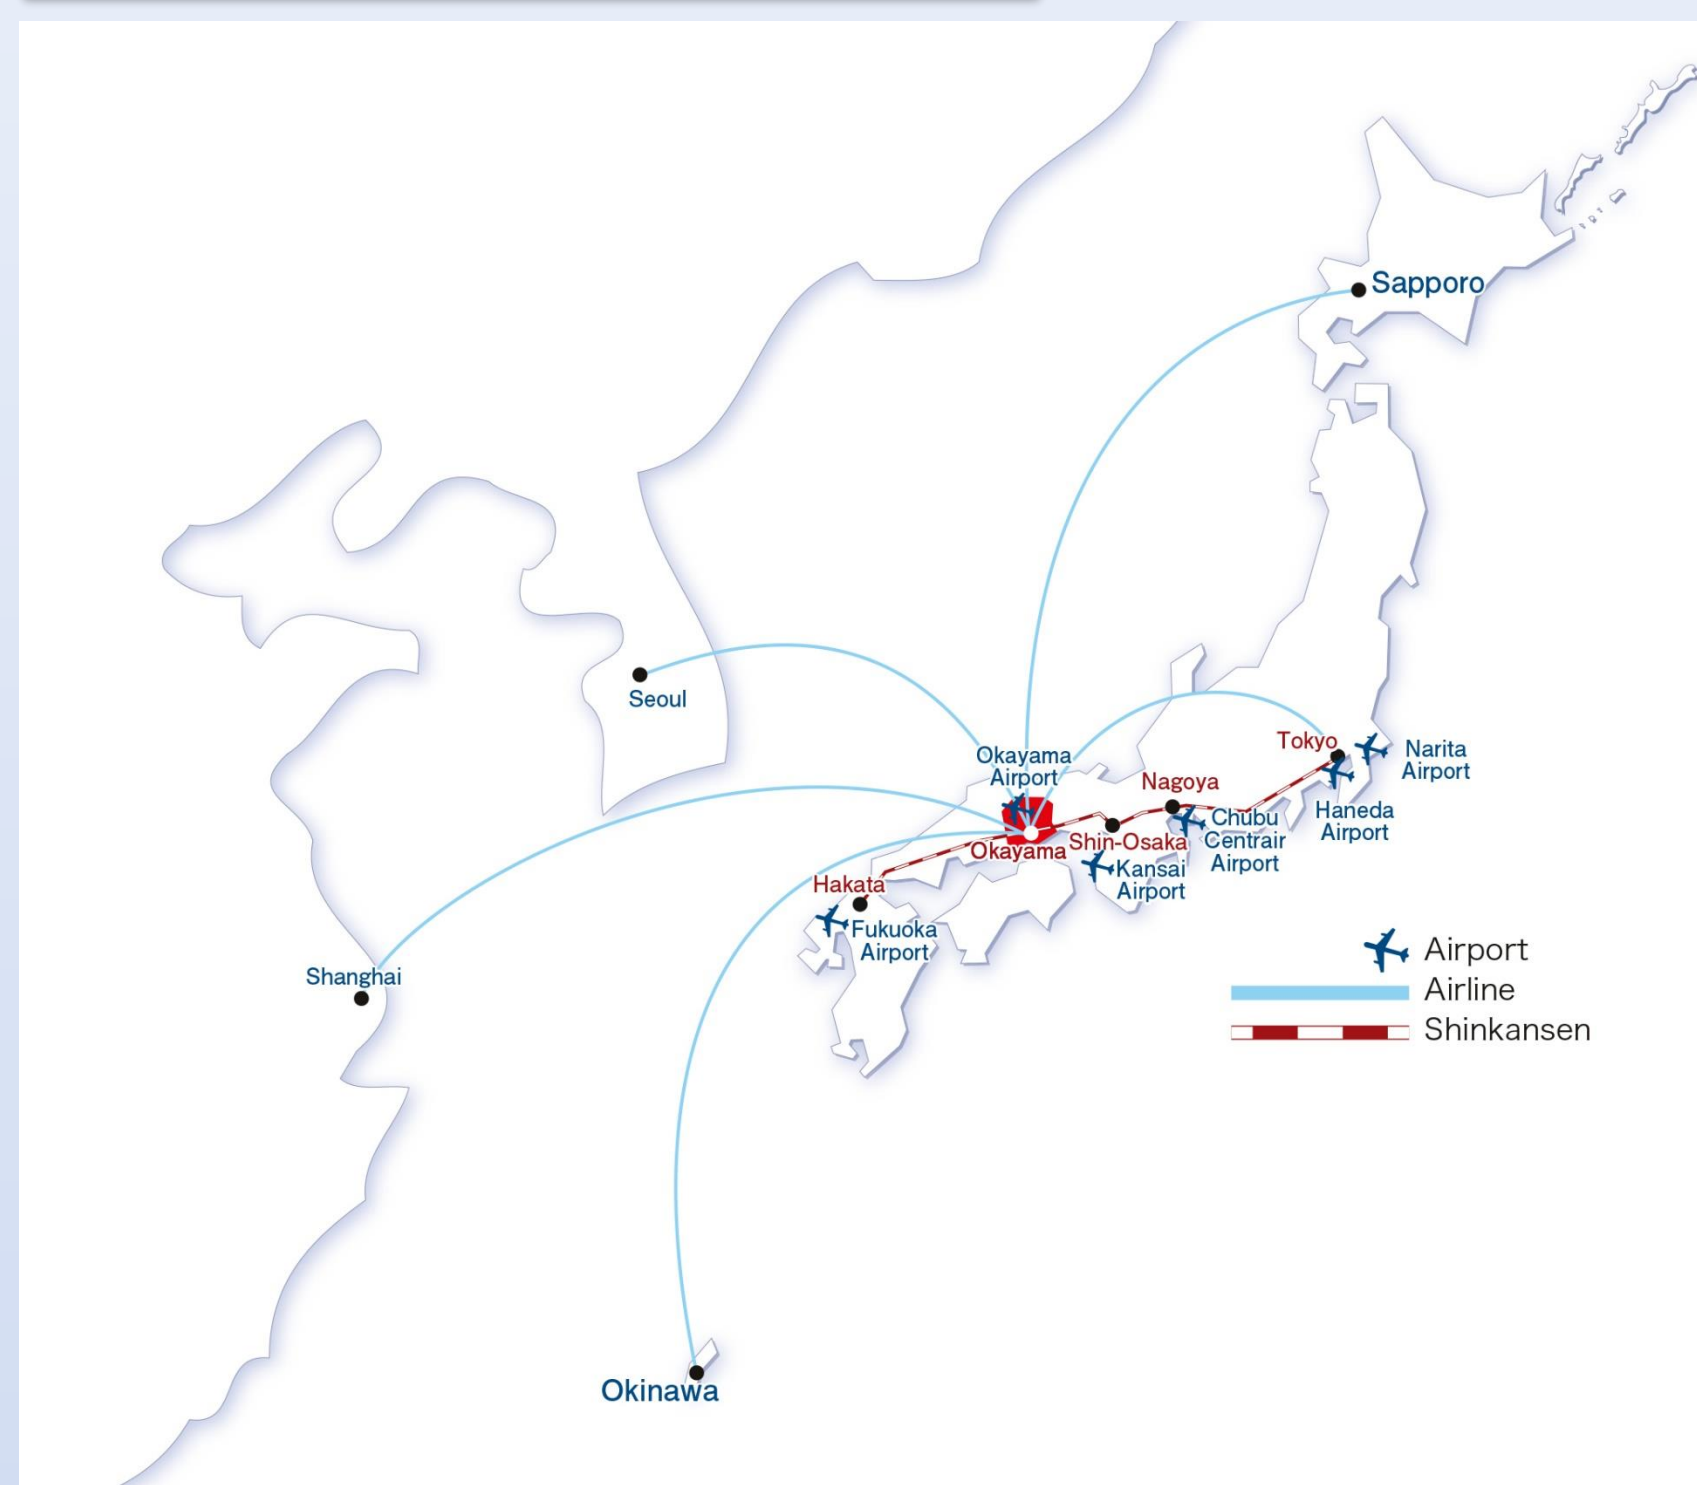 Sapporo
Seoul
Okayama
Airport
Tokyo
Narita
Airport
Nagoya
Haneda
Airport
Chubu
Centrair
Airport
Shin-Osaka
Okayama
Kansai
Airport
Hakata
Fukuoka
Airport
Shanghai
Airport
Airline
Shinkansen
Okinawa